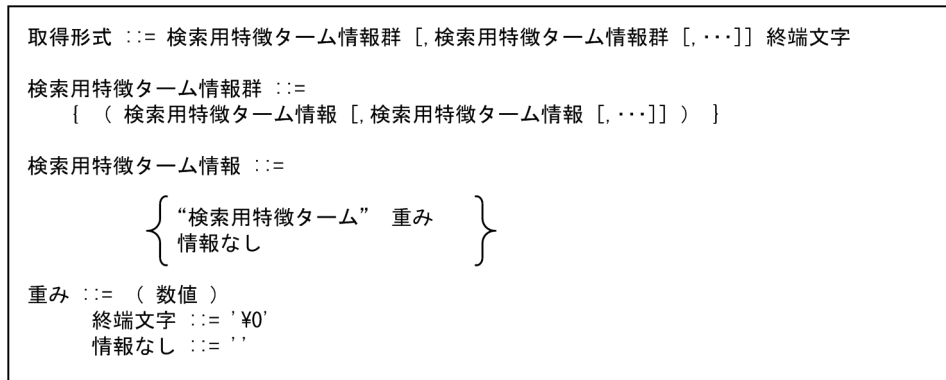 取得形式 ::= 検索用特徴ターム情報群 [,検索用特徴ターム情報群 [,･･･]] 終端文字
検索用特徴ターム情報群 ::=
{ ( 検索用特徴ターム情報 [,検索用特徴ターム情報 [,･･･]] ) }
検索用特徴ターム情報 ::=
{ “検索用特徴ターム” 重み
情報なし }
重み ::= ( 数値 )
終端文字 ::= '¥0'
情報なし ::= ''